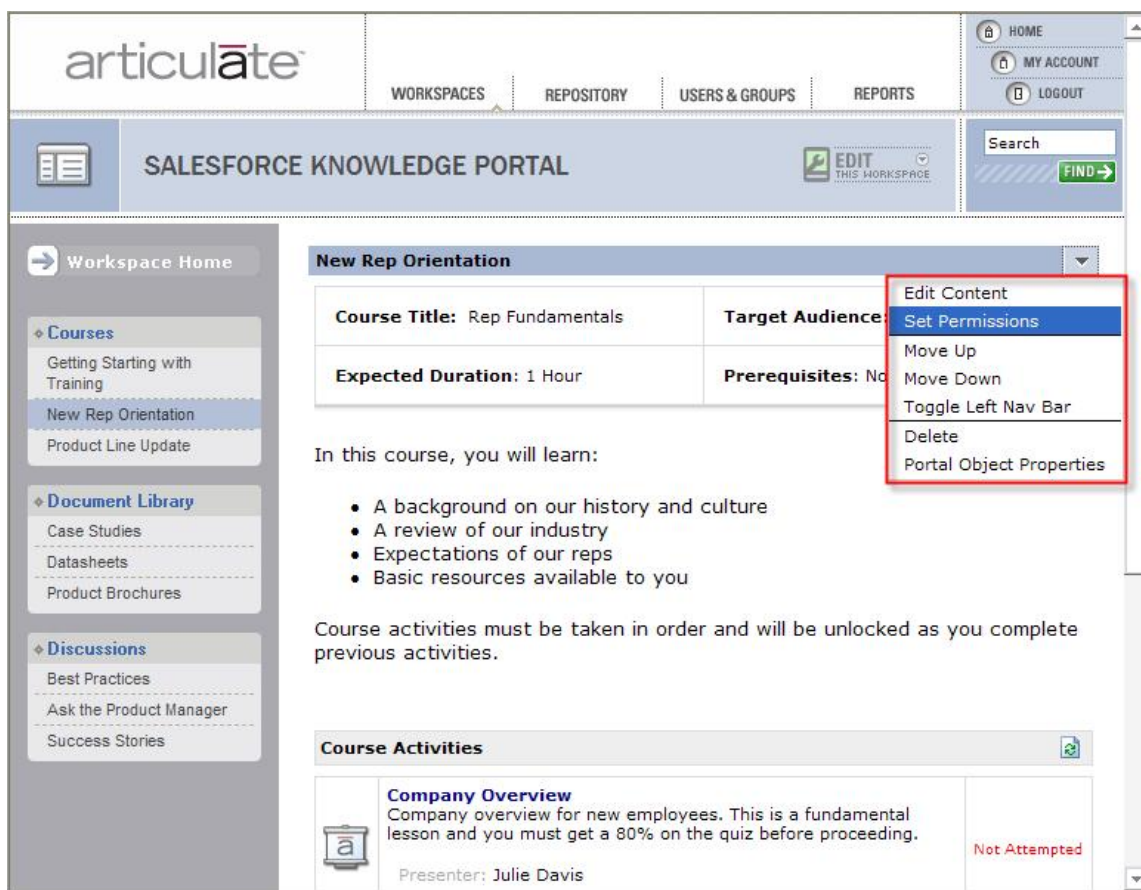 articulāte
WORKSPACES
REPOSITORY
USERS & GROUPS
REPORTS
HOME
MY ACCOUNT
LOGOUT
SALESFORCE KNOWLEDGE PORTAL
EDIT
THIS WORKSPACE
Search
FIND
Workspace Home
Courses
Getting Starting with
Training
New Rep Orientation
Product Line Update
Document Library
Case Studies
Datasheets
Product Brochures
Discussions
Best Practices
Ask the Product Manager
Success Stories
New Rep Orientation
Course Title: Rep Fundamentals
Target Audience:
Expected Duration: 1 Hour
Prerequisites: No
Edit Content
Set Permissions
Move Up
Move Down
Toggle Left Nav Bar
Delete
Portal Object Properties
In this course, you will learn:
• A background on our history and culture
• A review of our industry
• Expectations of our reps
• Basic resources available to you
Course activities must be taken in order and will be unlocked as you complete
previous activities.
Course Activities
Company Overview
Company overview for new employees. This is a fundamental
lesson and you must get a 80% on the quiz before proceeding.
Presenter: Julie Davis
Not Attempted